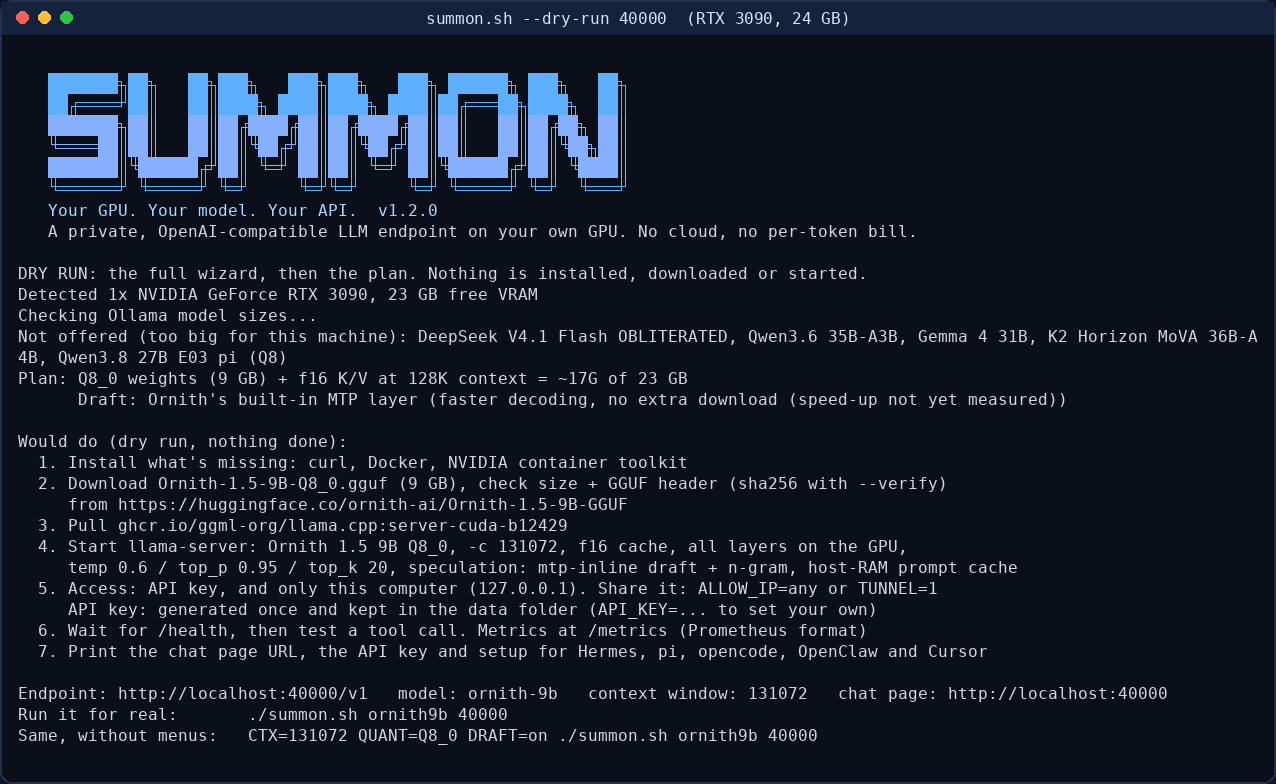 summon.sh --dry-run 40000  (RTX 3090, 24 GB)
SUMMON
Your GPU. Your model. Your API.  v1.2.0
A private, OpenAI-compatible LLM endpoint on your own GPU. No cloud, no per-token bill.
DRY RUN: the full wizard, then the plan. Nothing is installed, downloaded or started.
Detected 1x NVIDIA GeForce RTX 3090, 23 GB free VRAM
Checking Ollama model sizes...
Not offered (too big for this machine): DeepSeek V4.1 Flash OBLITERATED, Qwen3.6 35B-A3B, Gemma 4 31B, K2 Horizon MoVA 36B-A
4B, Qwen3.8 27B E03 pi (Q8)
Plan: Q8_0 weights (9 GB) + f16 K/V at 128K context = ~17G of 23 GB
      Draft: Ornith's built-in MTP layer (faster decoding, no extra download (speed-up not yet measured))
Would do (dry run, nothing done):
  1. Install what's missing: curl, Docker, NVIDIA container toolkit
  2. Download Ornith-1.5-9B-Q8_0.gguf (9 GB), check size + GGUF header (sha256 with --verify)
     from https://huggingface.co/ornith-ai/Ornith-1.5-9B-GGUF
  3. Pull ghcr.io/ggml-org/llama.cpp:server-cuda-b12429
  4. Start llama-server: Ornith 1.5 9B Q8_0, -c 131072, f16 cache, all layers on the GPU,
     temp 0.6 / top_p 0.95 / top_k 20, speculation: mtp-inline draft + n-gram, host-RAM prompt cache
  5. Access: API key, and only this computer (127.0.0.1). Share it: ALLOW_IP=any or TUNNEL=1
     API key: generated once and kept in the data folder (API_KEY=... to set your own)
  6. Wait for /health, then test a tool call. Metrics at /metrics (Prometheus format)
  7. Print the chat page URL, the API key and setup for Hermes, pi, opencode, OpenClaw and Cursor
Endpoint: http://localhost:40000/v1   model: ornith-9b   context window: 131072   chat page: http://localhost:40000
Run it for real:       ./summon.sh ornith9b 40000
Same, without menus:   CTX=131072 QUANT=Q8_0 DRAFT=on ./summon.sh ornith9b 40000